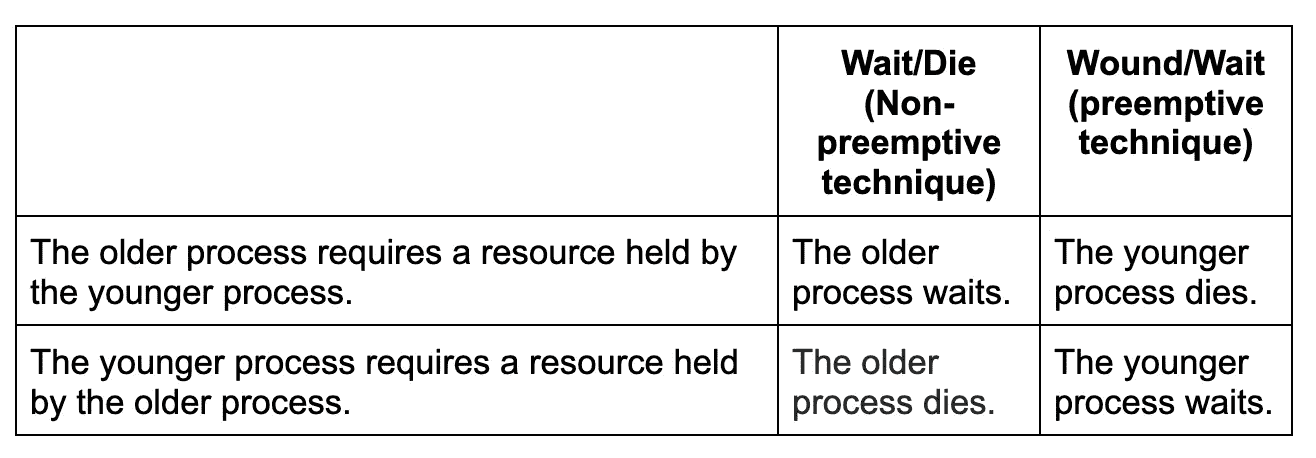 Wait/Die
(Non-
preemptive
technique)
Wound/Wait
(preemptive
technique)
The older process requires a resource held by
the younger process.
The older
process waits.
The younger
process dies.
The younger process requires a resource held
by the older process.
The older
process dies.
The younger
process waits.